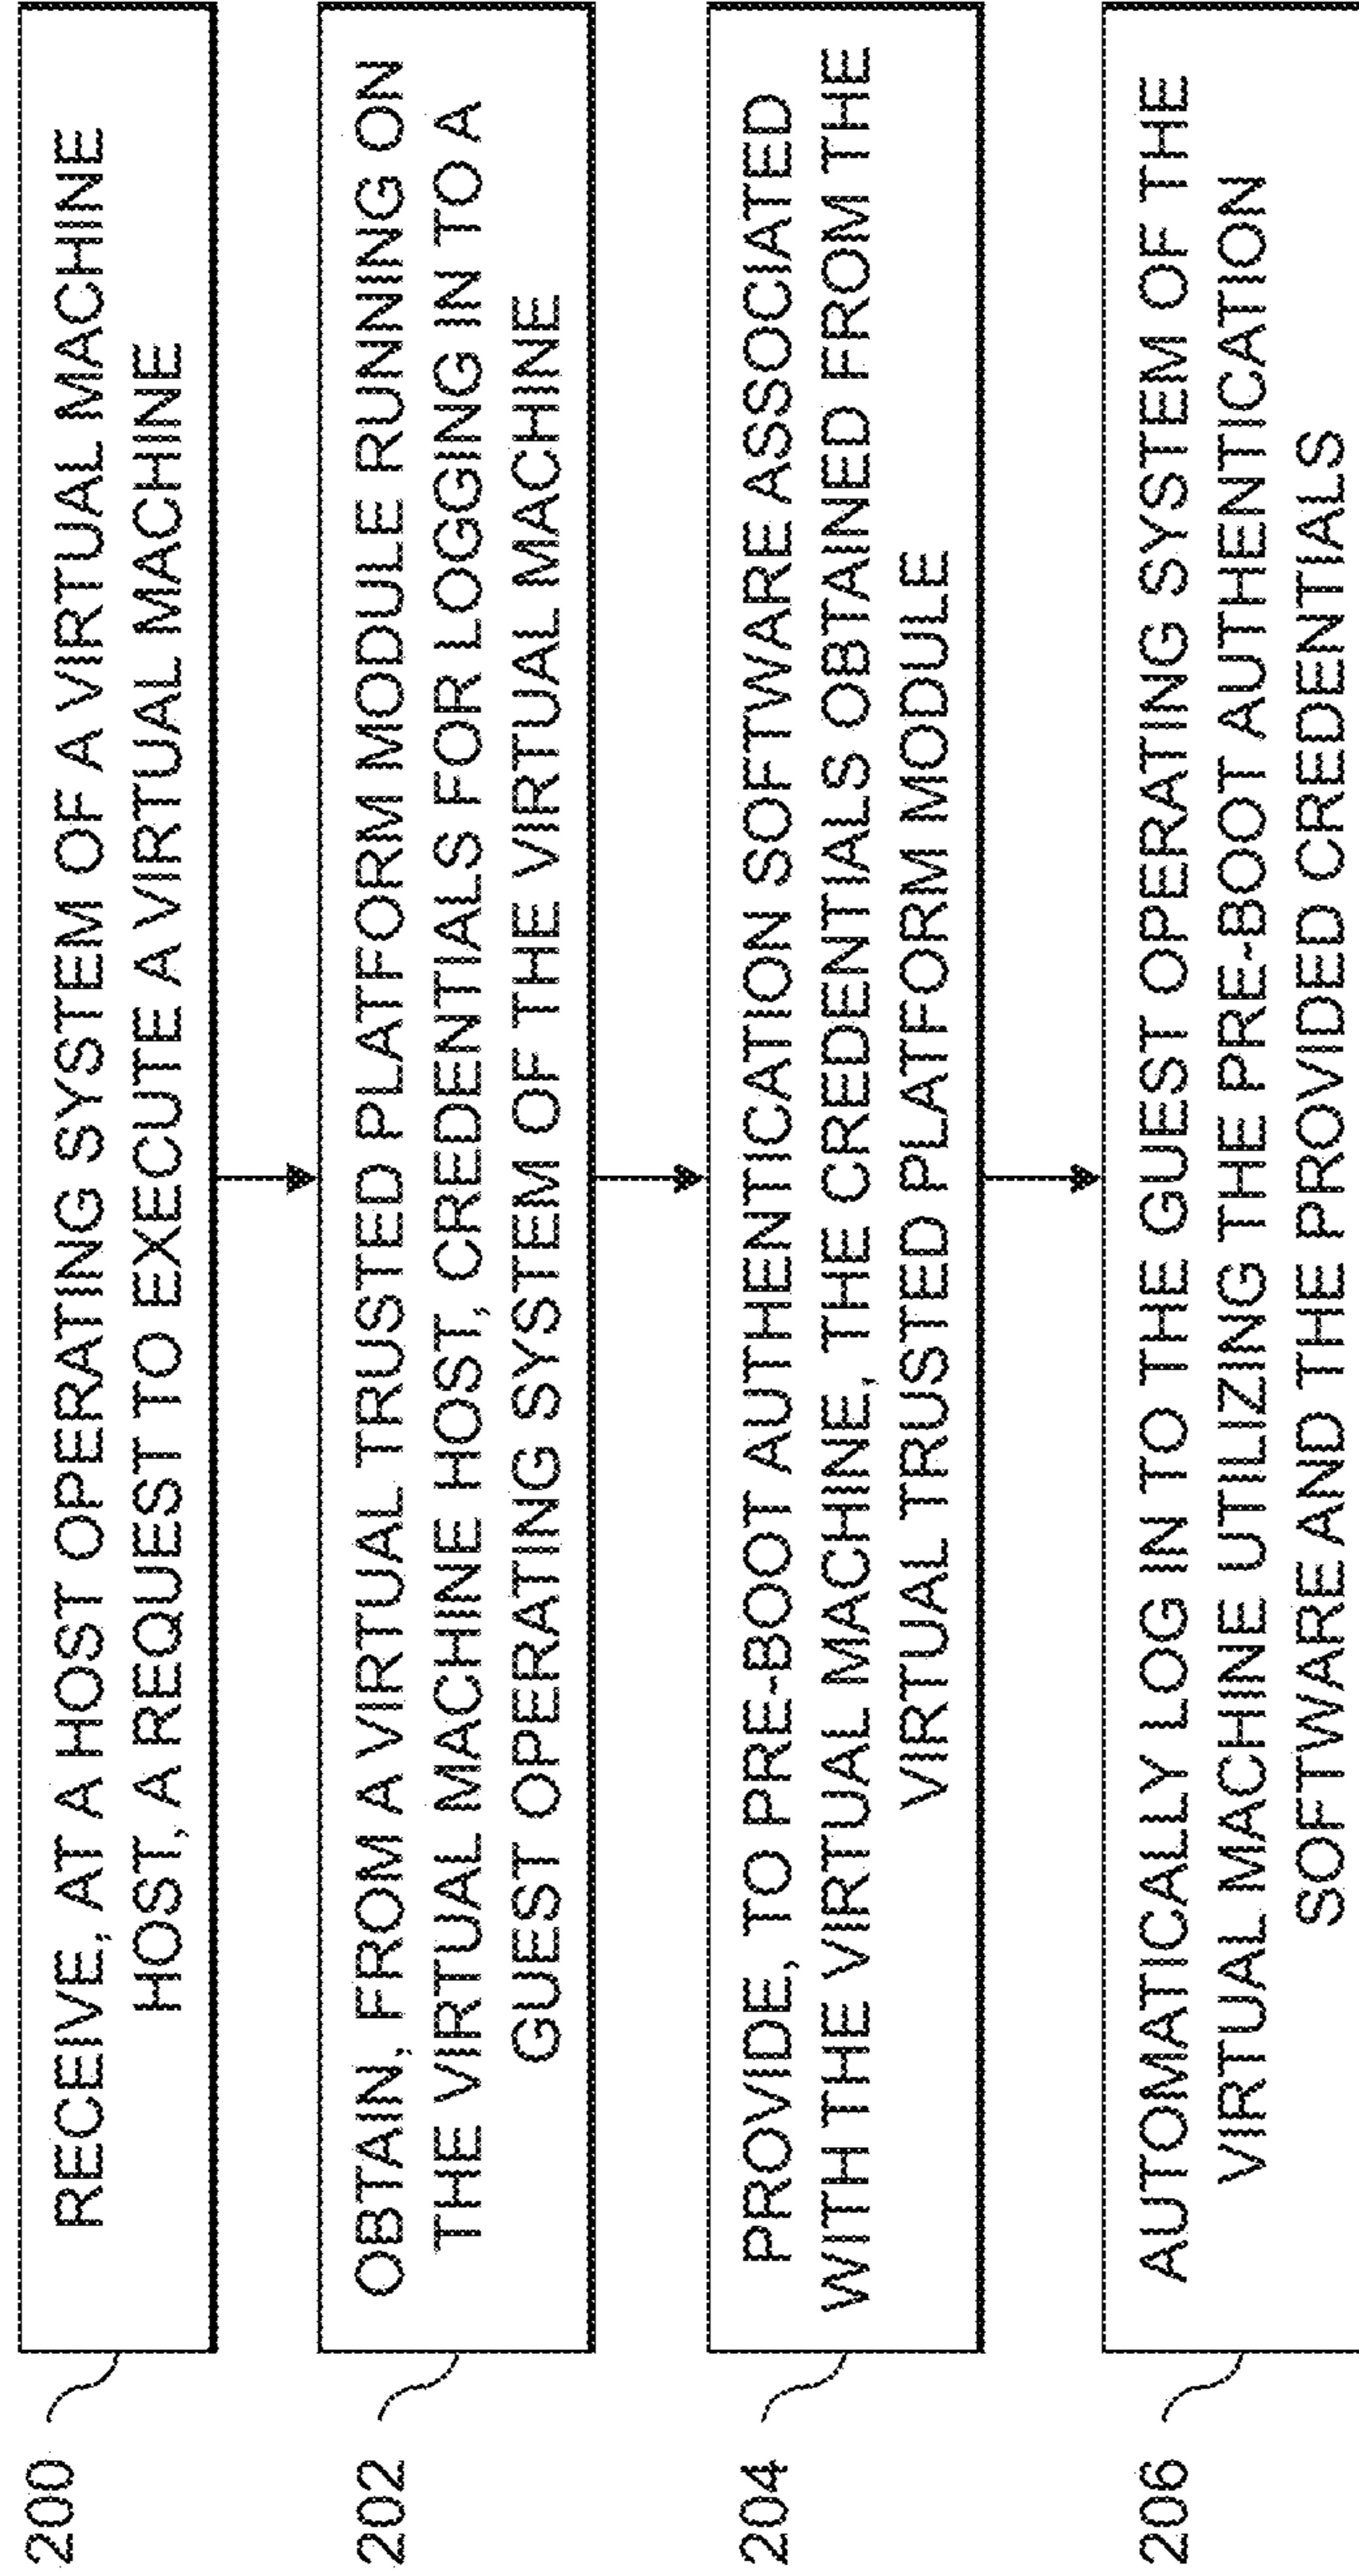 200
RECEIVE, AT A HOST OPERATING SYSTEM OF A VIRTUAL MACHINE
HOST, A REQUEST TO EXECUTE A VIRTUAL MACHINE
202
OBTAIN, FROM A VIRTUAL TRUSTED PLATFORM MODULE RUNNING ON
THE VIRTUAL MACHINE HOST, CREDENTIALS FOR LOGGING IN TO A
GUEST OPERATING SYSTEM OF THE VIRTUAL MACHINE
204
PROVIDE, TO PRE-BOOT AUTHENTICATION SOFTWARE ASSOCIATED
WITH THE VIRTUAL MACHINE, THE CREDENTIALS OBTAINED FROM THE
VIRTUAL TRUSTED PLATFORM MODULE
206
AUTOMATICALLY LOG IN TO THE GUEST OPERATING SYSTEM OF THE
VIRTUAL MACHINE UTILIZING THE PRE-BOOT AUTHENTICATION
SOFTWARE AND THE PROVIDED CREDENTIALS